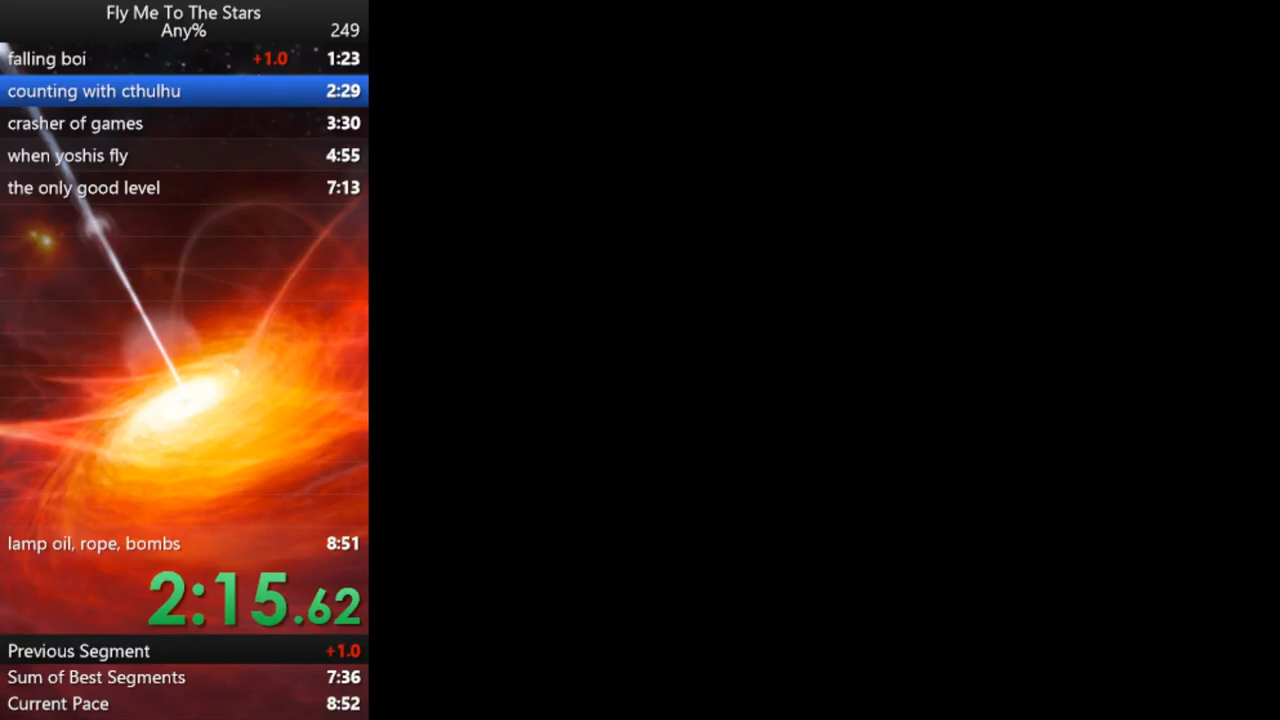 Fly Me To The Stars
Any% 249
falling boi +1.0 1:23
counting with cthulhu 2:29
crasher of games 3:30
when yoshis fly 4:55
the only good level 7:13
lamp oil, rope, bombs 8:51
2:15.62
Previous Segment +1.0
Sum of Best Segments 7:36
Current Pace 8:52